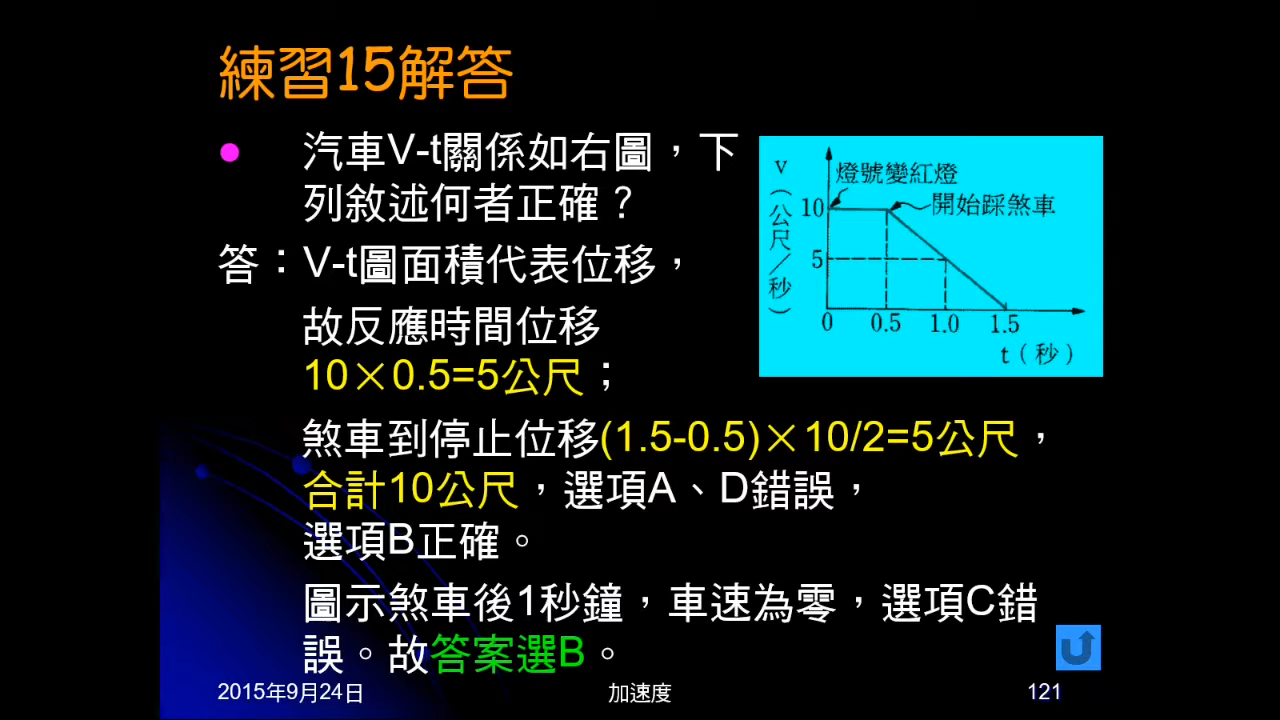 練習15解答
汽車V-t關係如右圖，下
列敘述何者正確？
答：V-t圖面積代表位移，
故反應時間位移
10×0.5=5公尺；
煞車到停止位移(1.5-0.5)×10/2=5公尺，
合計10公尺，選項A、D錯誤，
選項B正確。
圖示煞車後1秒鐘，車速為零，選項C錯
誤。故答案選B。
v（公尺／秒）
燈號變紅燈
10
開始踩煞車
5
0 0.5 1.0 1.5
t（秒）
2015年9月24日 加速度 121